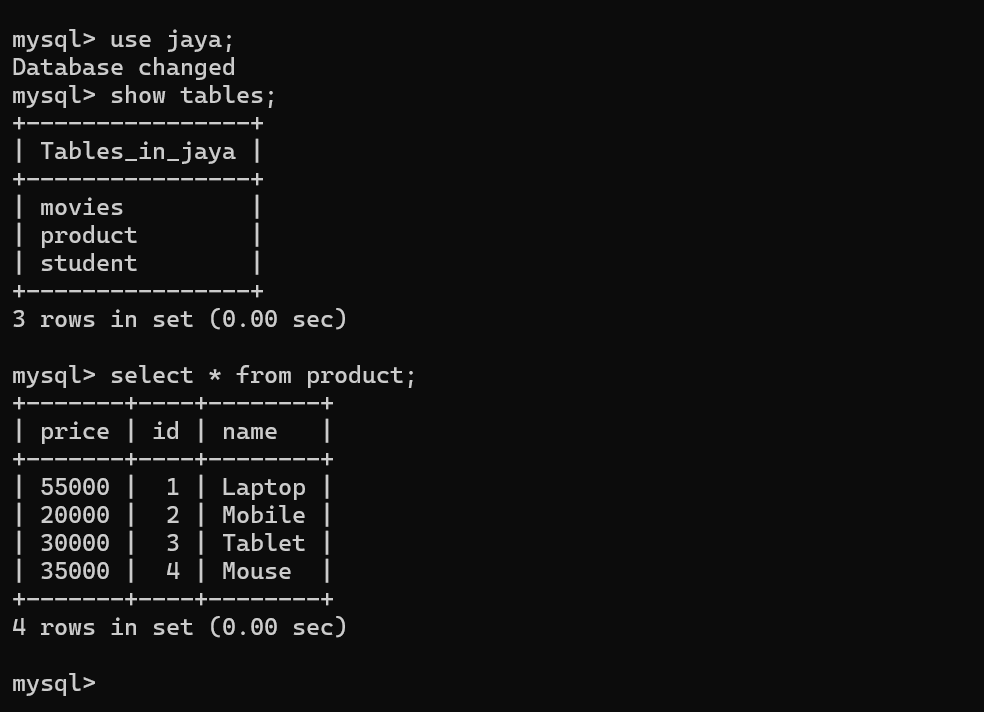 mysql> use jaya;
Database changed
mysql> show tables;
+----------------+
| Tables_in_jaya |
+----------------+
| movies         |
| product        |
| student        |
+----------------+
3 rows in set (0.00 sec)

mysql> select * from product;
+-------+----+--------+
| price | id | name   |
+-------+----+--------+
| 55000 |  1 | Laptop |
| 20000 |  2 | Mobile |
| 30000 |  3 | Tablet |
| 35000 |  4 | Mouse  |
+-------+----+--------+
4 rows in set (0.00 sec)

mysql>